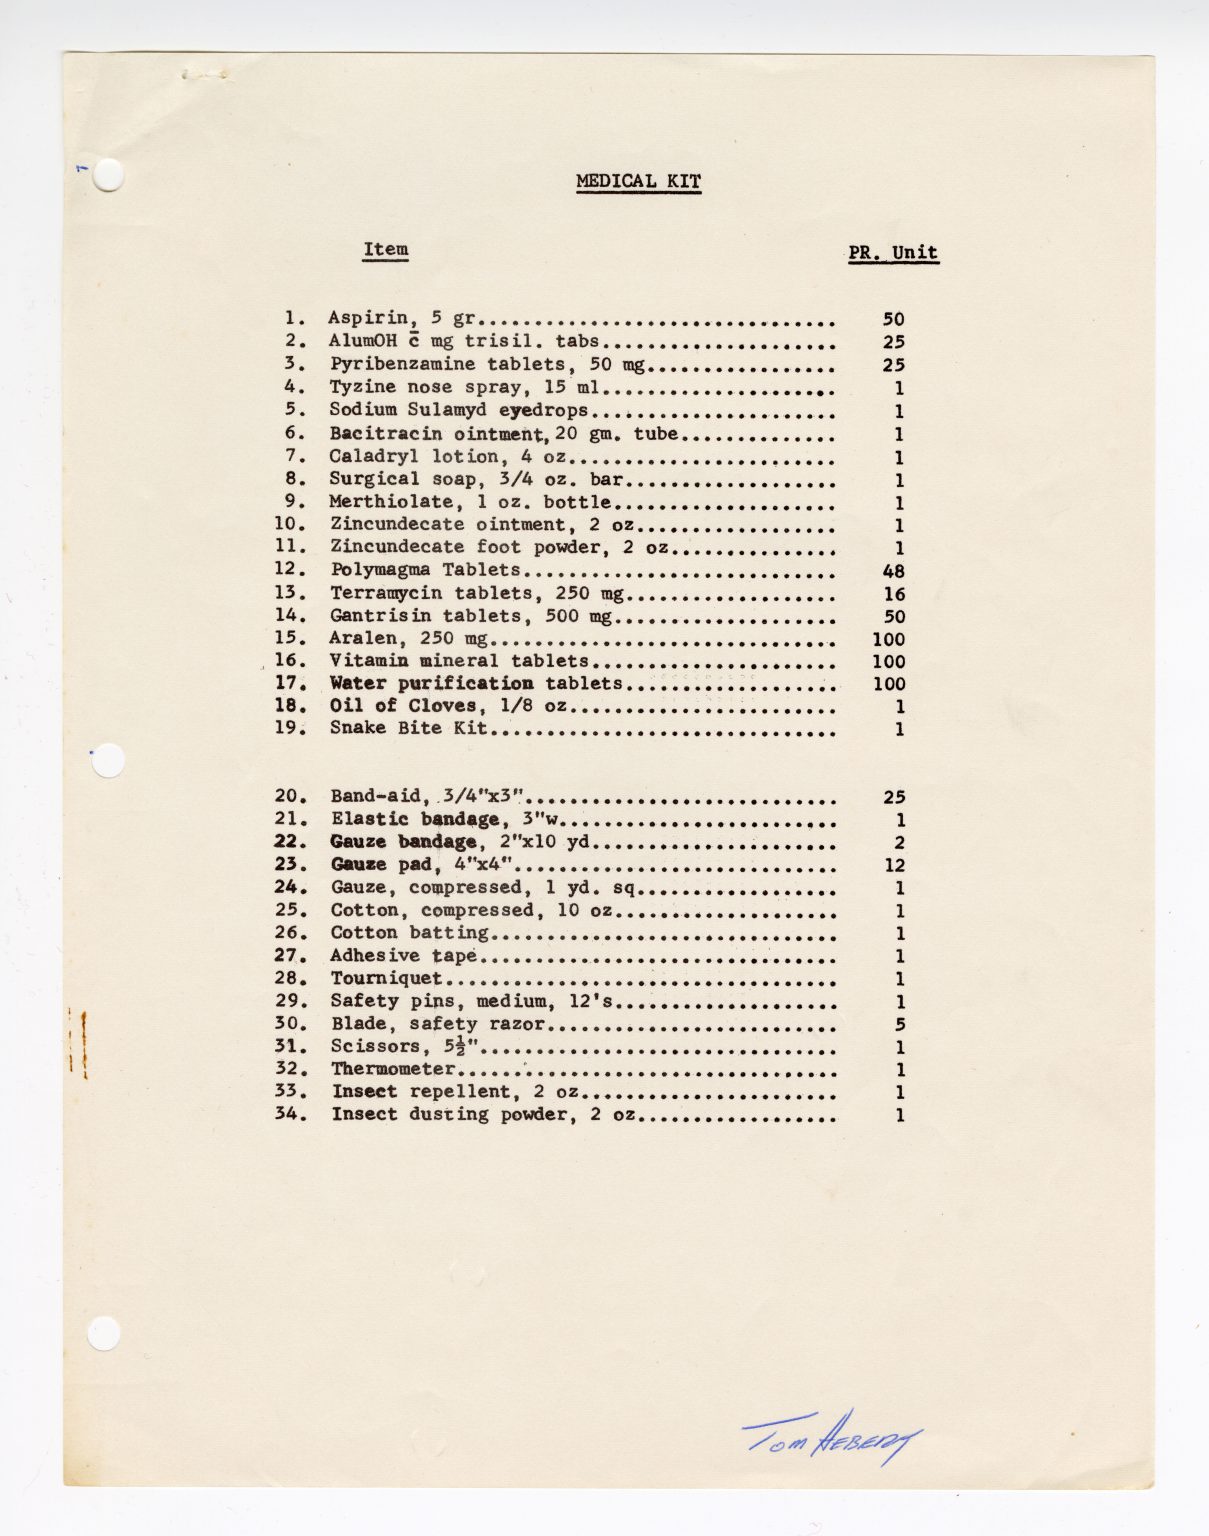 MEDICAL KIT
Item PR. Unit
1. Aspirin, 5 gr................................ 50
2. AlumOH c̄ mg trisil. tabs..................... 25
3. Pyribenzamine tablets, 50 mg................. 25
4. Tyzine nose spray, 15 ml..................... 1
5. Sodium Sulamyd eyedrops...................... 1
6. Bacitracin ointment, 20 gm. tube.............. 1
7. Caladryl lotion, 4 oz........................ 1
8. Surgical soap, 3/4 oz. bar................... 1
9. Merthiolate, 1 oz. bottle.................... 1
10. Zincundecate ointment, 2 oz.................. 1
11. Zincundecate foot powder, 2 oz............... 1
12. Polymagma Tablets............................ 48
13. Terramycin tablets, 250 mg................... 16
14. Gantrisin tablets, 500 mg.................... 50
15. Aralen, 250 mg............................... 100
16. Vitamin mineral tablets...................... 100
17. Water purification tablets................... 100
18. Oil of Cloves, 1/8 oz........................ 1
19. Snake Bite Kit............................... 1
20. Band-aid, 3/4"x3"............................ 25
21. Elastic bandage, 3"w......................... 1
22. Gauze bandage, 2"x10 yd...................... 2
23. Gauze pad, 4"x4"............................. 12
24. Gauze, compressed, 1 yd. sq.................. 1
25. Cotton, compressed, 10 oz.................... 1
26. Cotton batting............................... 1
27. Adhesive tape................................ 1
28. Tourniquet................................... 1
29. Safety pins, medium, 12's.................... 1
30. Blade, safety razor.......................... 5
31. Scissors, 5½"................................ 1
32. Thermometer.................................. 1
33. Insect repellent, 2 oz....................... 1
34. Insect dusting powder, 2 oz.................. 1
Tom Hebert